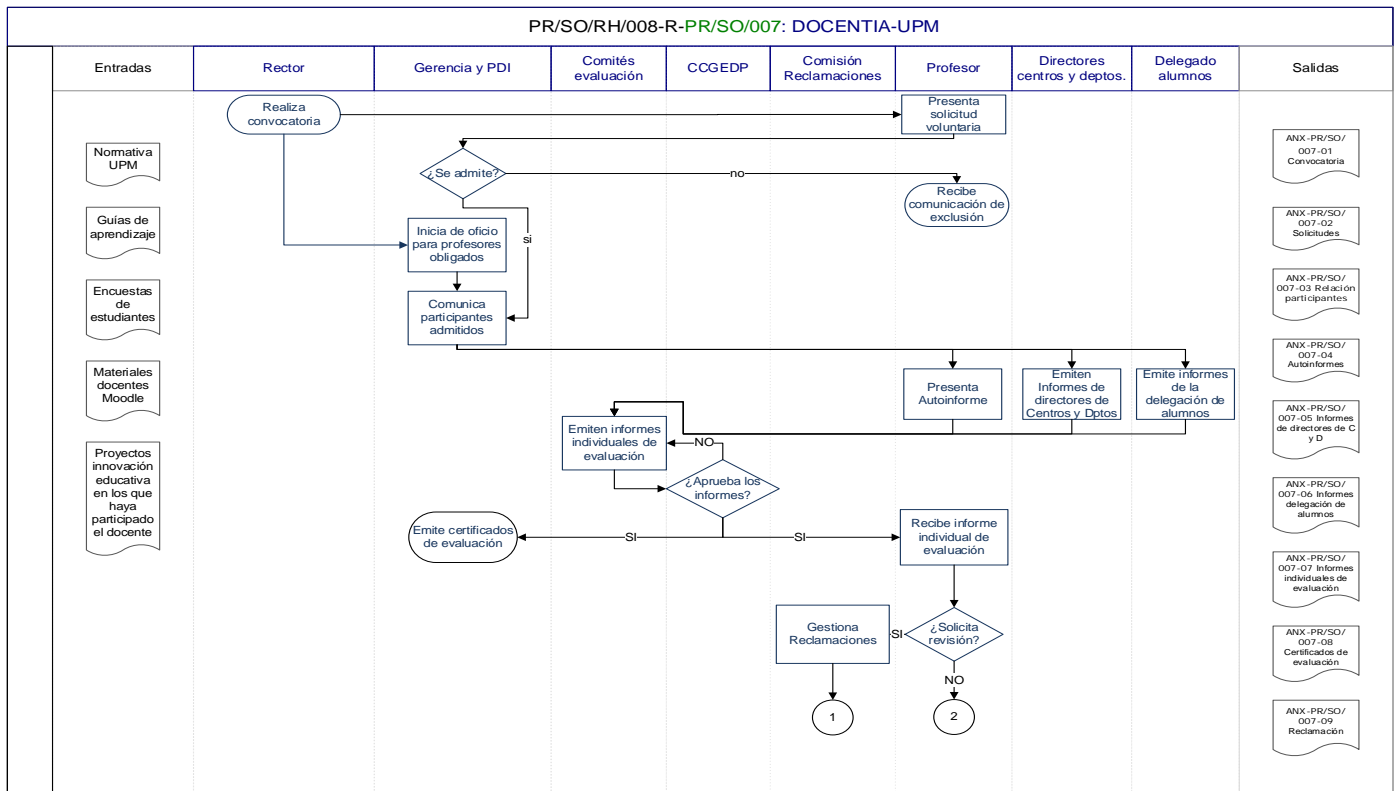 PR/SO/RH/008-R-PR/SO/007: DOCENTIA-UPM
Entradas
Rector
Gerencia y PDI
Comités
evaluación
CCGEDP
Comisión
Reclamaciones
Profesor
Directores
centros y deptos.
Delegado
alumnos
Salidas
Realiza
convocatoria
Presenta
solicitud
voluntaria
Normativa
UPM
¿Se admite?
no
Recibe
comunicación de
exclusión
ANX-PR/SO/
007-01
Convocatoria
Guías de
aprendizaje
Inicia de oficio
para profesores
obligados
si
ANX-PR/SO/
007-02
Solicitudes
Encuestas
de
estudiantes
Comunica
participantes
admitidos
ANX-PR/SO/
007-03 Relación
participantes
Materiales
docentes
Moodle
Presenta
Autoinforme
Emiten
Informes de
directores de
Centros y Dptos
Emite informes
de la
delegación de
alumnos
ANX-PR/SO/
007-04
Autoinformes
Emiten informes
individuales de
evaluación
NO
¿Aprueba los
informes?
ANX-PR/SO/
007-05 Informes
de directores de C
y D
Proyectos
innovación
educativa
en los que
haya
participado
el docente
Emite certificados
de evaluación
SI
SI
Recibe informe
individual de
evaluación
ANX-PR/SO/
007-06 Informes
delegación de
alumnos
ANX-PR/SO/
007-07 Informes
individuales de
evaluación
Gestiona
Reclamaciones
SI
¿Solicita
revisión?
NO
ANX-PR/SO/
007-08
Certificados de
evaluación
1
2
ANX-PR/SO/
007-09
Reclamación